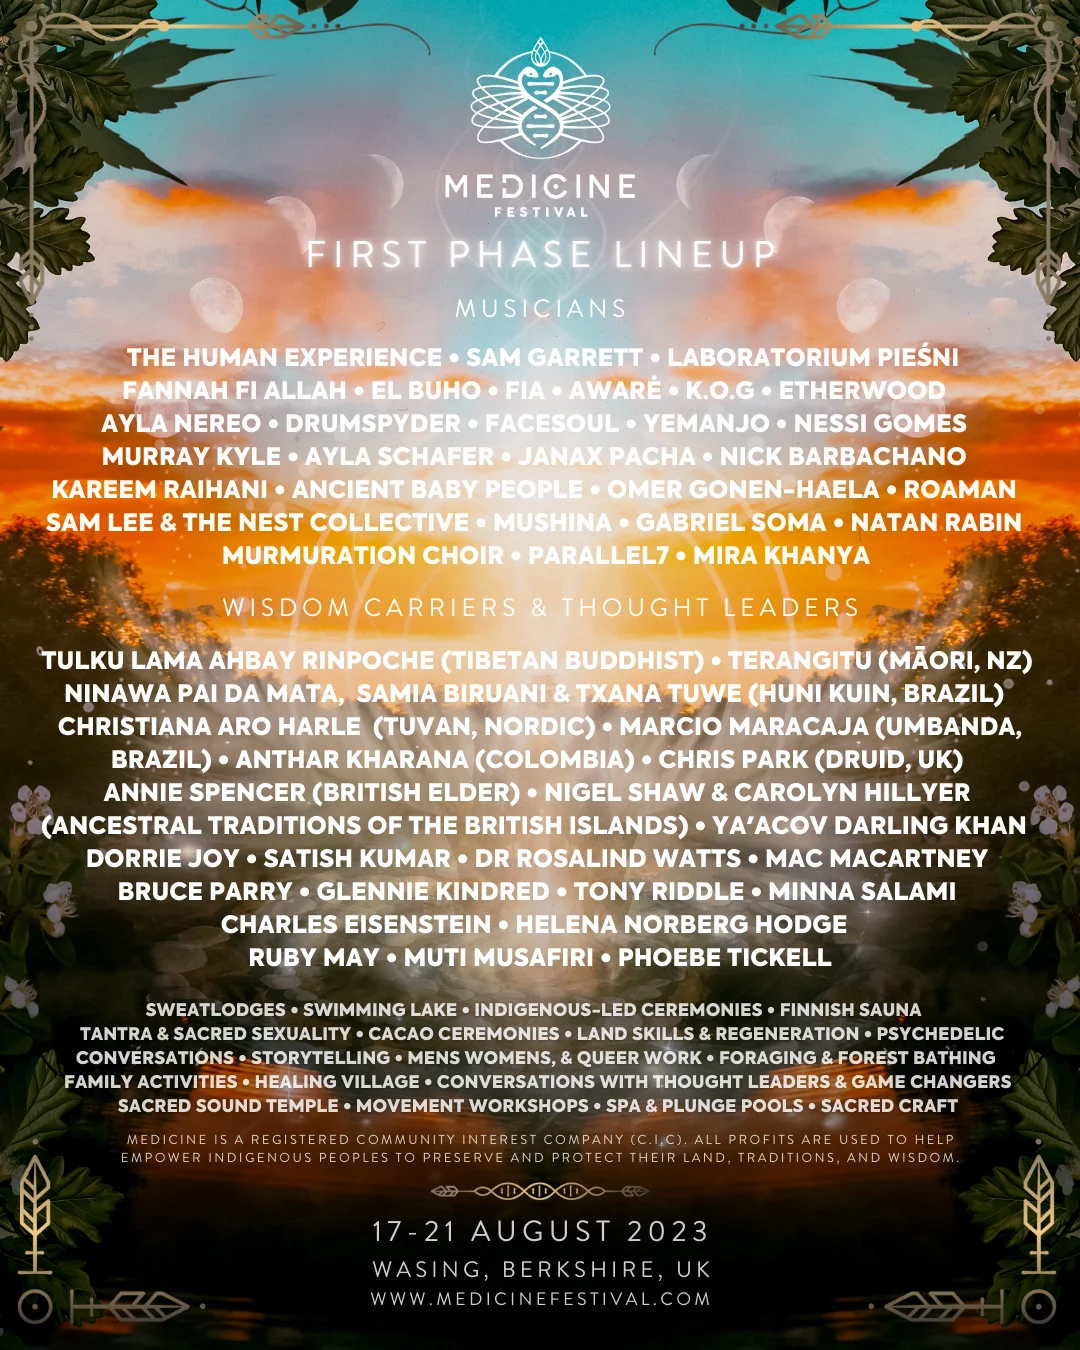 MEDICINE
FESTIVAL
FIRST PHASE LINEUP
MUSICIANS
THE HUMAN EXPERIENCE • SAM GARRETT • LABORATORIUM PIEŚNI
FANNAH FI ALLAH • EL BUHO • FIA • AWARĖ • K.O.G • ETHERWOOD
AYLA NEREO • DRUMSPYDER • FACESOUL • YEMANJO • NESSI GOMES
MURRAY KYLE • AYLA SCHAFER • JANAX PACHA • NICK BARBACHANO
KAREEM RAIHANI • ANCIENT BABY PEOPLE • OMER GONEN-HAELA • ROAMAN
SAM LEE & THE NEST COLLECTIVE • MUSHINA • GABRIEL SOMA • NATAN RABIN
MURMURATION CHOIR • PARALLEL7 • MIRA KHANYA
WISDOM CARRIERS & THOUGHT LEADERS
TULKU LAMA AHBAY RINPOCHE (TIBETAN BUDDHIST) • TERANGITU (MĀORI, NZ)
NINAWA PAI DA MATA, SAMIA BIRUANI & TXANA TUWE (HUNI KUIN, BRAZIL)
CHRISTIANA ARO HARLE (TUVAN, NORDIC) • MARCIO MARACAJA (UMBANDA,
BRAZIL) • ANTHAR KHARANA (COLOMBIA) • CHRIS PARK (DRUID, UK)
ANNIE SPENCER (BRITISH ELDER) • NIGEL SHAW & CAROLYN HILLYER
(ANCESTRAL TRADITIONS OF THE BRITISH ISLANDS) • YA'ACOV DARLING KHAN
DORRIE JOY • SATISH KUMAR • DR ROSALIND WATTS • MAC MACARTNEY
BRUCE PARRY • GLENNIE KINDRED • TONY RIDDLE • MINNA SALAMI
CHARLES EISENSTEIN • HELENA NORBERG HODGE
RUBY MAY • MUTI MUSAFIRI • PHOEBE TICKELL
SWEATLODGES • SWIMMING LAKE • INDIGENOUS-LED CEREMONIES • FINNISH SAUNA
TANTRA & SACRED SEXUALITY • CACAO CEREMONIES • LAND SKILLS & REGENERATION • PSYCHEDELIC
CONVERSATIONS • STORYTELLING • MENS WOMENS, & QUEER WORK • FORAGING & FOREST BATHING
FAMILY ACTIVITIES • HEALING VILLAGE • CONVERSATIONS WITH THOUGHT LEADERS & GAME CHANGERS
SACRED SOUND TEMPLE • MOVEMENT WORKSHOPS • SPA & PLUNGE POOLS • SACRED CRAFT
MEDICINE IS A REGISTERED COMMUNITY INTEREST COMPANY (C.I.C). ALL PROFITS ARE USED TO HELP
EMPOWER INDIGENOUS PEOPLES TO PRESERVE AND PROTECT THEIR LAND, TRADITIONS, AND WISDOM.
17-21 AUGUST 2023
WASING, BERKSHIRE, UK
WWW.MEDICINEFESTIVAL.COM